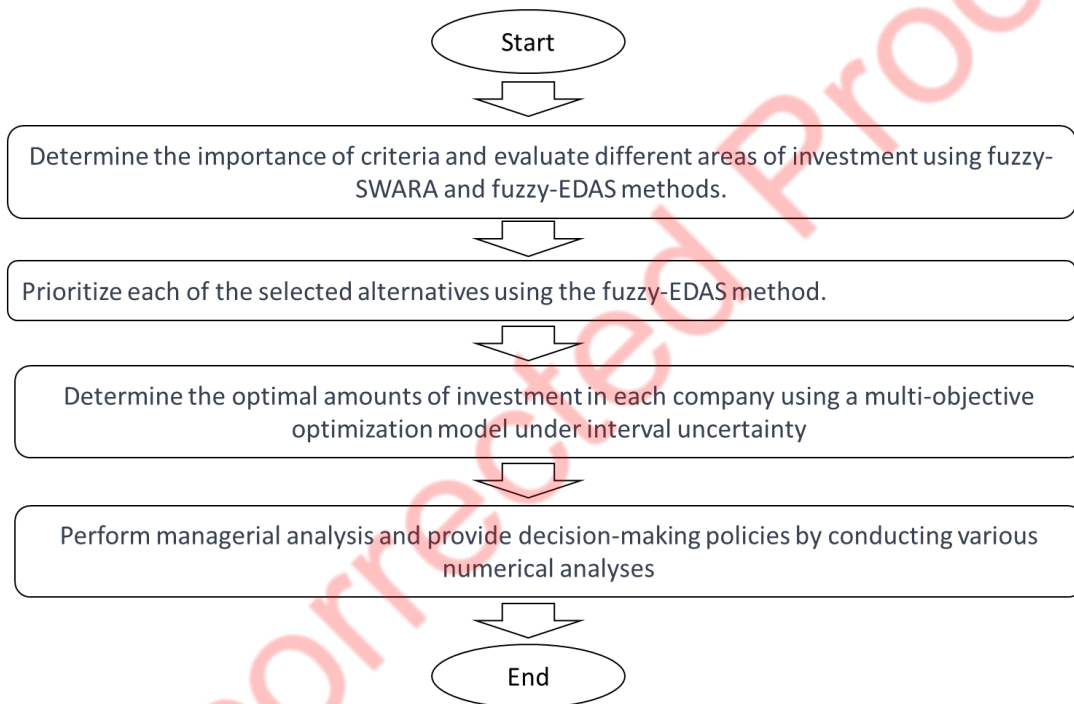 Start
Determine the importance of criteria and evaluate different areas of investment using fuzzy-
SWARA and fuzzy-EDAS methods.
Prioritize each of the selected alternatives using the fuzzy-EDAS method.
Determine the optimal amounts of investment in each company using a multi-objective
optimization model under interval uncertainty
Perform managerial analysis and provide decision-making policies by conducting various
numerical analyses
End
orrected Proo